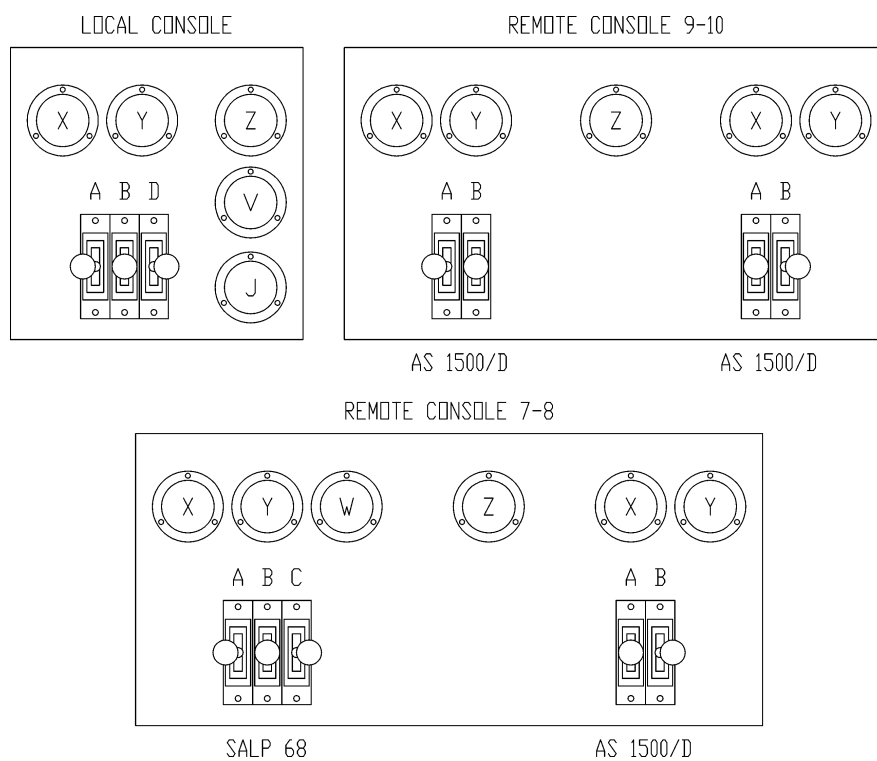 LOCAL CONSOLE
REMOTE CONSOLE 9-10
X Y Z
X Y Z X Y
V
A B D
A B
A B
J
AS 1500/D
AS 1500/D
REMOTE CONSOLE 7-8
X Y W Z X Y
A B C
A B
SALP 68
AS 1500/D